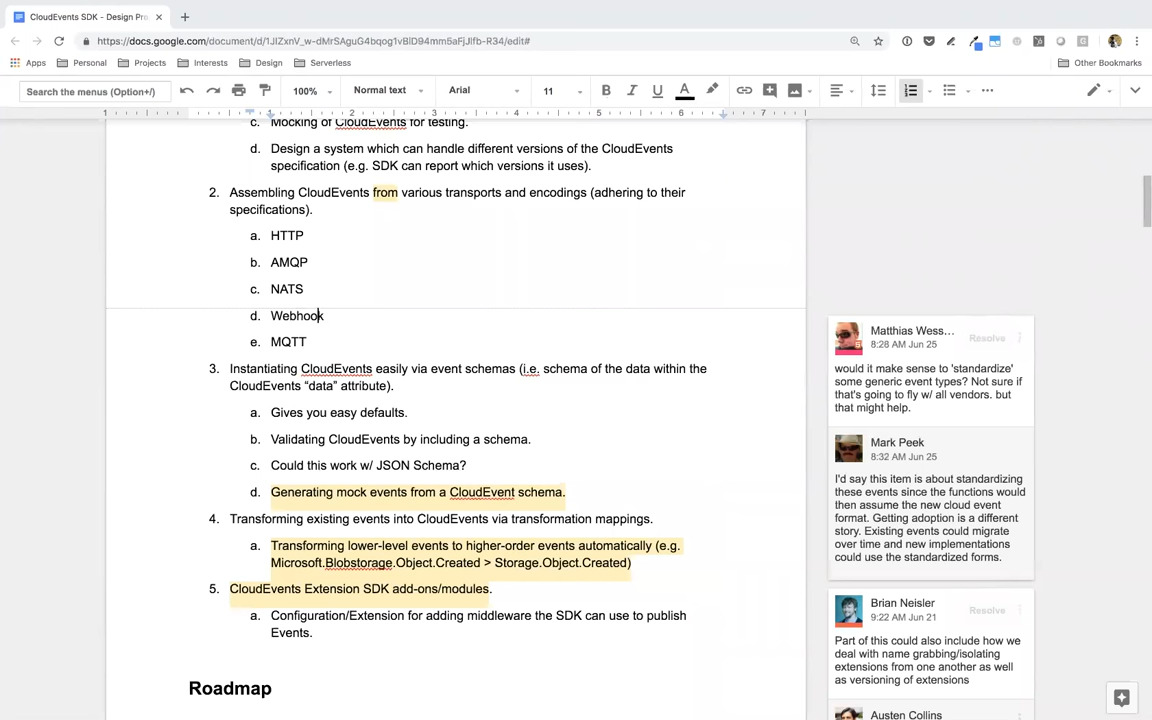 CloudEvents SDK - Design Pri
https://docs.google.com/document/d/1JIZxnV_w-dMrSAguG4bqog1vBlD94mm5aFjJlfb-R34/edit#
Apps Personal Projects Interests Design Serverless Other Bookmarks
Search the menus (Option+/) 100% Normal text Arial 11 B I U A
1 1 2 3 4 5 6 7
c. Mocking of CloudEvents for testing.
d. Design a system which can handle different versions of the CloudEvents
specification (e.g. SDK can report which versions it uses).
2. Assembling CloudEvents from various transports and encodings (adhering to their
specifications).
a. HTTP
b. AMQP
c. NATS
d. Webhook
e. MQTT
3. Instantiating CloudEvents easily via event schemas (i.e. schema of the data within the
CloudEvents “data” attribute).
a. Gives you easy defaults.
b. Validating CloudEvents by including a schema.
c. Could this work w/ JSON Schema?
d. Generating mock events from a CloudEvent schema.
4. Transforming existing events into CloudEvents via transformation mappings.
a. Transforming lower-level events to higher-order events automatically (e.g.
Microsoft.Blobstorage.Object.Created > Storage.Object.Created)
5. CloudEvents Extension SDK add-ons/modules.
a. Configuration/Extension for adding middleware the SDK can use to publish
Events.
Roadmap
Matthias Wess...
8:28 AM Jun 25
Resolve
would it make sense to 'standardize'
some generic event types? Not sure if
that's going to fly w/ all vendors. but
that might help.
Mark Peek
8:32 AM Jun 25
I'd say this item is about standardizing
these events since the functions would
then assume the new cloud event
format. Getting adoption is a different
story. Existing events could migrate
over time and new implementations
could use the standardized forms.
Brian Neisler
9:22 AM Jun 21
Resolve
Part of this could also include how we
deal with name grabbing/isolating
extensions from one another as well
as versioning of extensions
Austen Collins